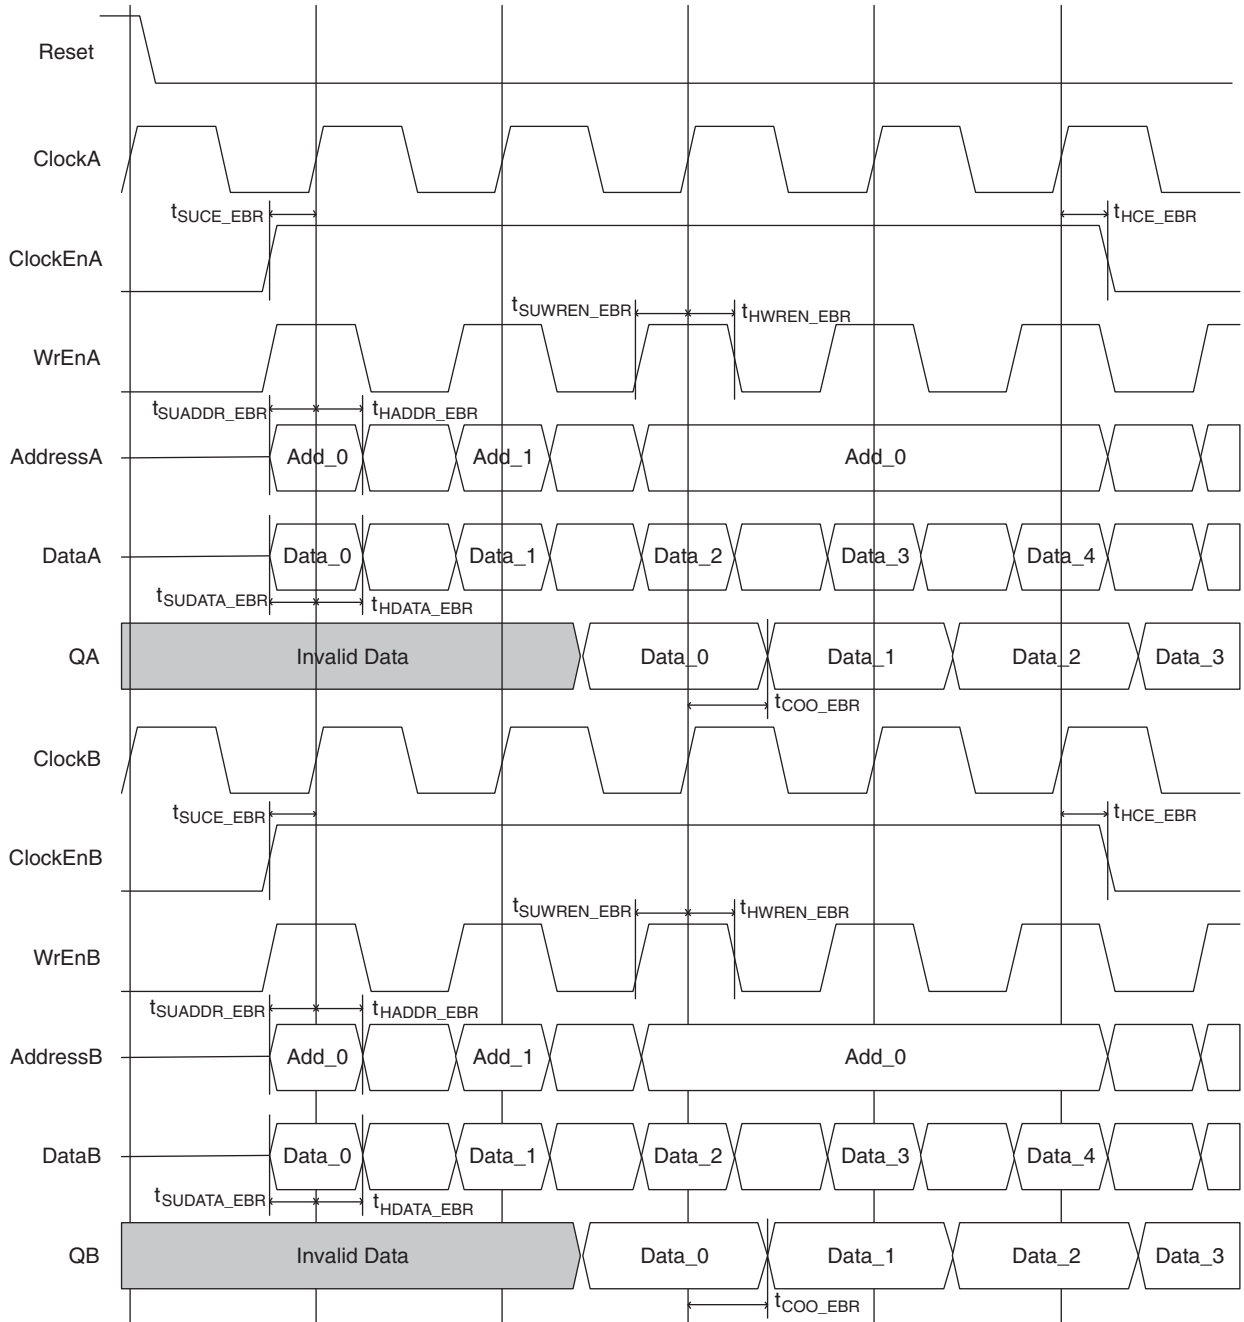 Reset
ClockA
tSUCE_EBR tHCE_EBR
ClockEnA
tSUWREN_EBR tHWREN_EBR
WrEnA
tSUADDR_EBR tHADDR_EBR
AddressA Add_0 Add_1 Add_0
DataA Data_0 Data_1 Data_2 Data_3 Data_4
tSUDATA_EBR tHDATA_EBR
QA Invalid Data Data_0 Data_1 Data_2 Data_3
tCOO_EBR
ClockB
tSUCE_EBR tHCE_EBR
ClockEnB
tSUWREN_EBR tHWREN_EBR
WrEnB
tSUADDR_EBR tHADDR_EBR
AddressB Add_0 Add_1 Add_0
DataB Data_0 Data_1 Data_2 Data_3 Data_4
tSUDATA_EBR tHDATA_EBR
QB Invalid Data Data_0 Data_1 Data_2 Data_3
tCOO_EBR